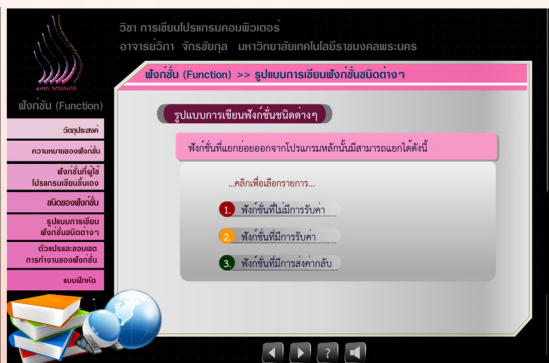 วิชา การเขียนโปรแกรมคอมพิวเตอร์
อาจารย์วิภา จักรชัยกุล มหาวิทยาลัยเทคโนโลยีราชมงคลพระนคร
ฟังก์ชัน (Function) >> รูปแบบการเขียนฟังก์ชั่นชนิดต่างๆ
ฟังก์ชัน (Function)
วัตถุประสงค์
ความหมายของฟังก์ชั่น
ฟังก์ชั่นที่ผู้ใช้
โปรแกรมเขียนขึ้นเอง
ชนิดของฟังก์ชั่น
รูปแบบการเขียน
ฟังก์ชั่นชนิดต่างๆ
ตัวแปรและขอบเขต
การทำงานของฟังก์ชั่น
แบบฝึกหัด
รูปแบบการเขียนฟังก์ชั่นชนิดต่างๆ
ฟังก์ชั่นที่แยกย่อยออกจากโปรแกรมหลักนั้นมีสามารถแยกได้ดังนี้
...คลิกเพื่อเลือกรายการ...
1. ฟังก์ชั่นที่ไม่มีการรับค่า
2. ฟังก์ชั่นที่มีการรับค่า
3. ฟังก์ชั่นที่มีการส่งค่ากลับ
?